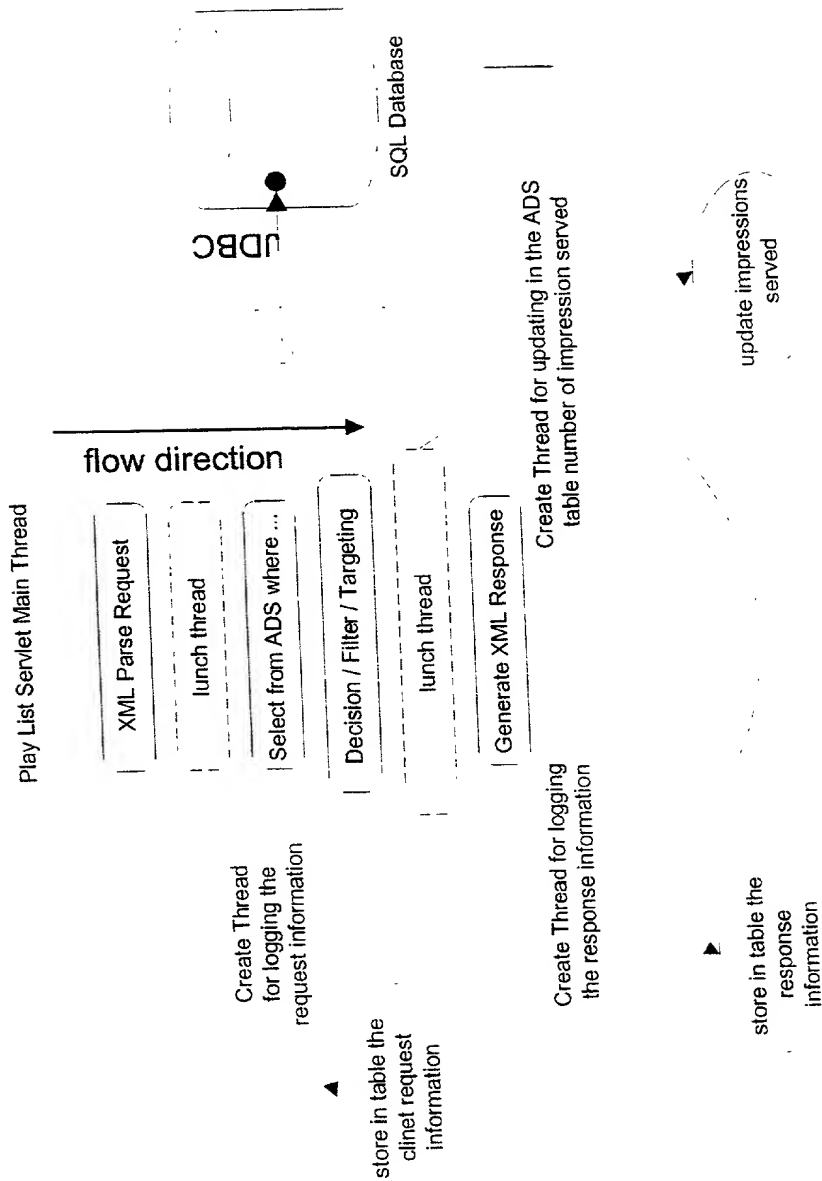 Play List Servlet Main Thread
XML Parse Request
lunch thread
Select from ADS where ...
Decision / Filter / Targeting
lunch thread
Generate XML Response
flow direction
JDBC
SQL Database
Create Thread
for logging the
request information
store in table the
clinet request
information
Create Thread for logging
the response information
store in table the
response
information
Create Thread for updating in the ADS
table number of impression served
update impressions
served